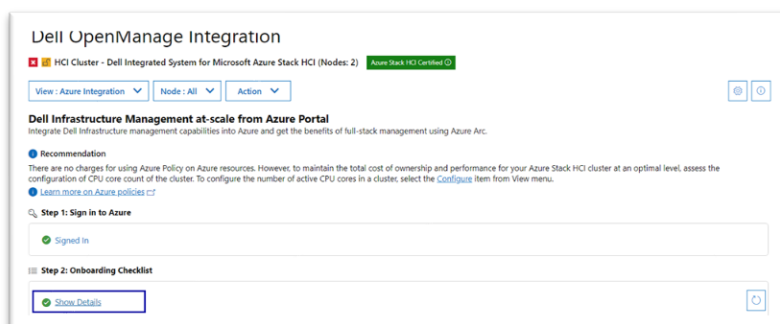 Dell OpenManage Integration
HCI Cluster - Dell Integrated System for Microsoft Azure Stack HCI (Nodes: 2) Azure Stack HCI Certified
View : Azure Integration Node : All Action
Dell Infrastructure Management at-scale from Azure Portal
Integrate Dell Infrastructure management capabilities into Azure and get the benefits of full-stack management using Azure Arc.
Recommendation
There are no charges for using Azure Policy on Azure resources. However, to maintain the total cost of ownership and performance for your Azure Stack HCI cluster at an optimal level, assess the
configuration of CPU core count of the cluster. To configure the number of active CPU cores in a cluster, select the Configure item from View menu.
Learn more on Azure policies
Step 1: Sign in to Azure
Signed In
Step 2: Onboarding Checklist
Show Details